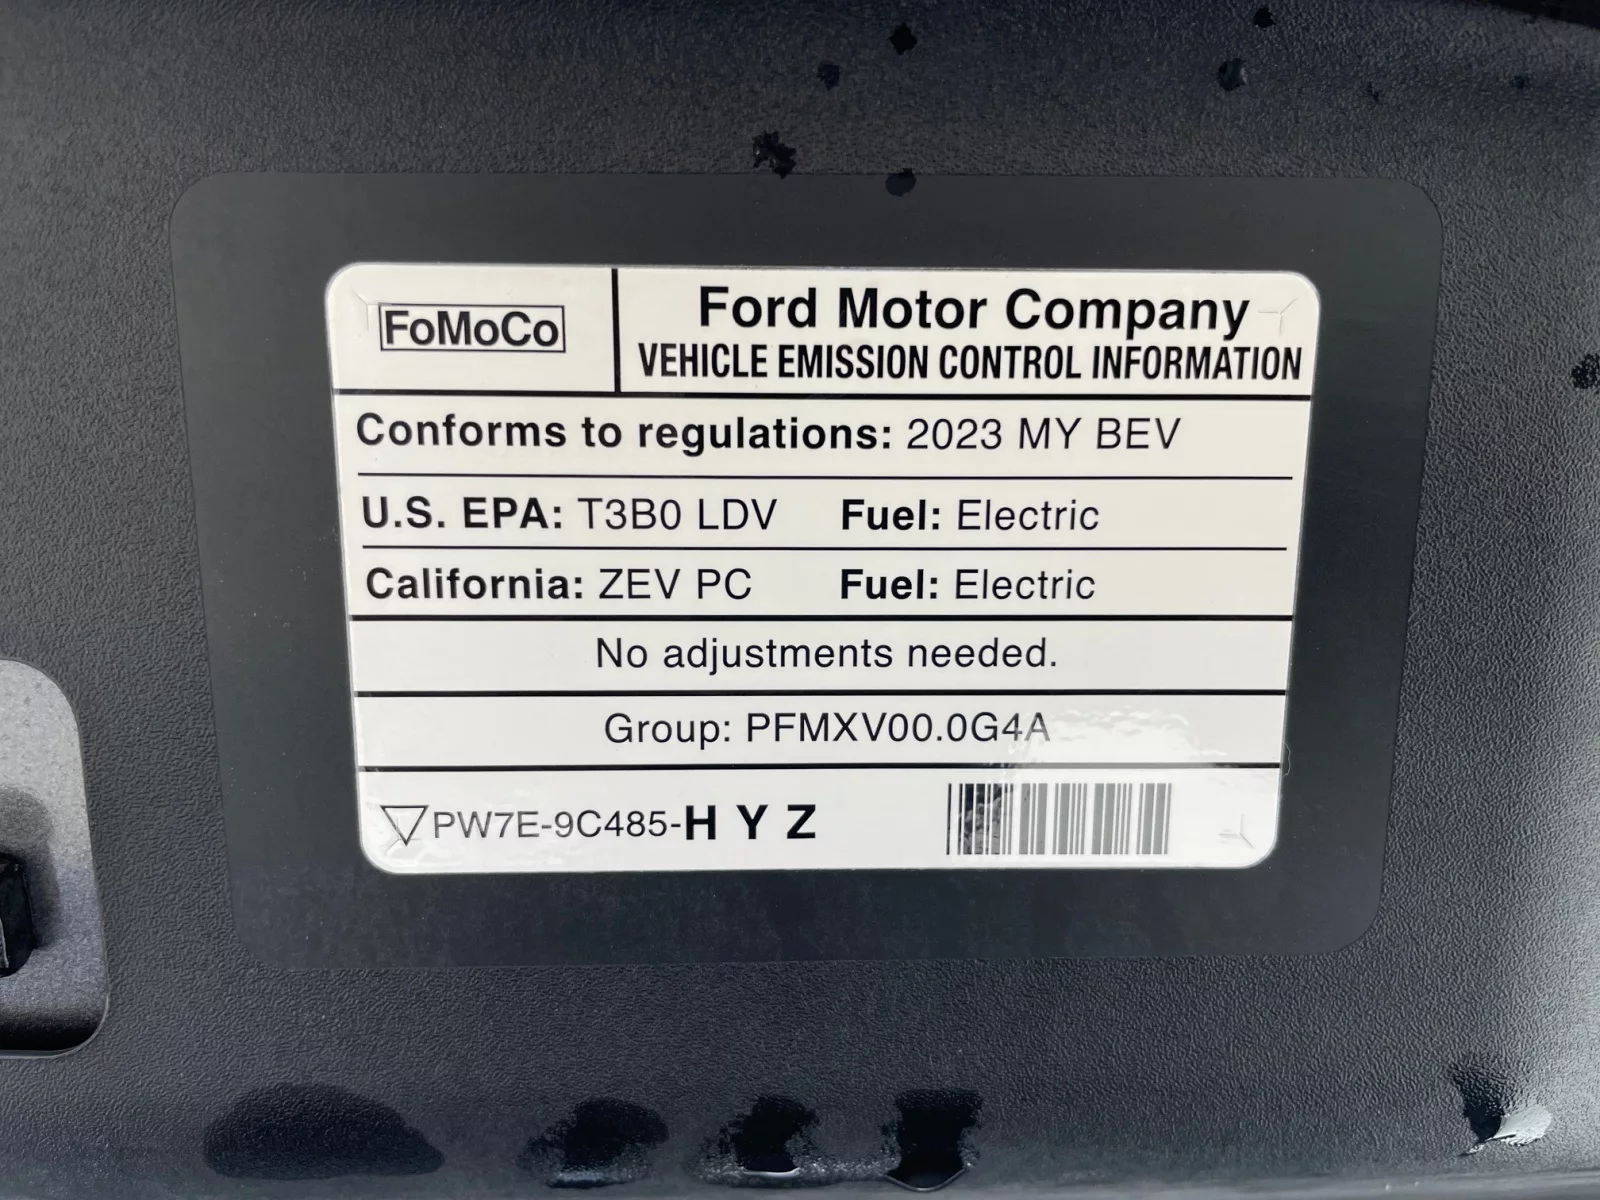 FoMoCo
Ford Motor Company
VEHICLE EMISSION CONTROL INFORMATION
Conforms to regulations: 2023 MY BEV
U.S. EPA: T3B0 LDV Fuel: Electric
California: ZEV PC Fuel: Electric
No adjustments needed.
Group: PFMXV00.0G4A
PW7E-9C485-H Y Z